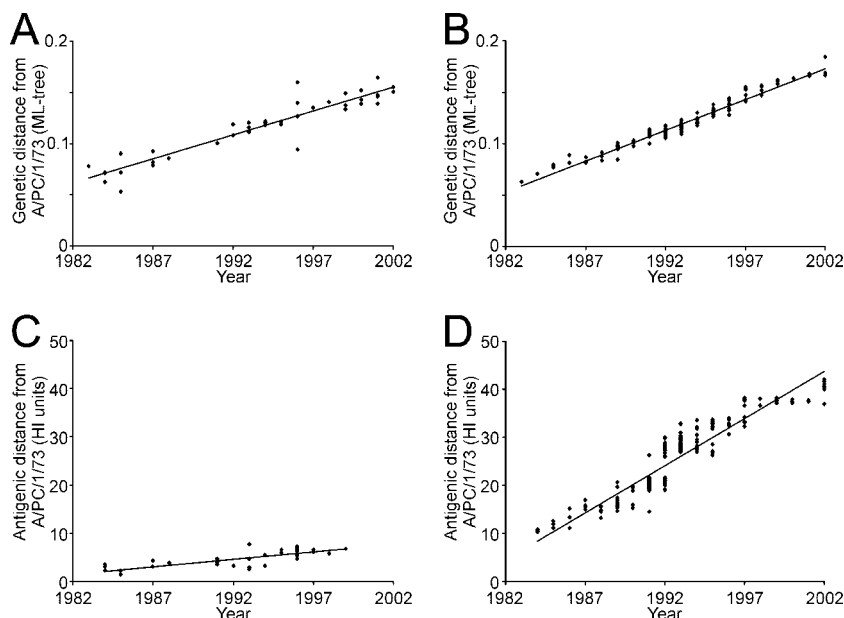 A
Genetic distance from
A/PC/1/73 (ML-tree)
0.2
0.1
0
1982 1987 1992 1997 2002
Year
B
Genetic distance from
A/PC/1/73 (ML-tree)
0.2
0.1
0
1982 1987 1992 1997 2002
Year
C
Antigenic distance from
A/PC/1/73 (HI units)
50
40
30
20
10
0
1982 1987 1992 1997 2002
Year
D
Antigenic distance from
A/PC/1/73 (HI units)
50
40
30
20
10
0
1982 1987 1992 1997 2002
Year